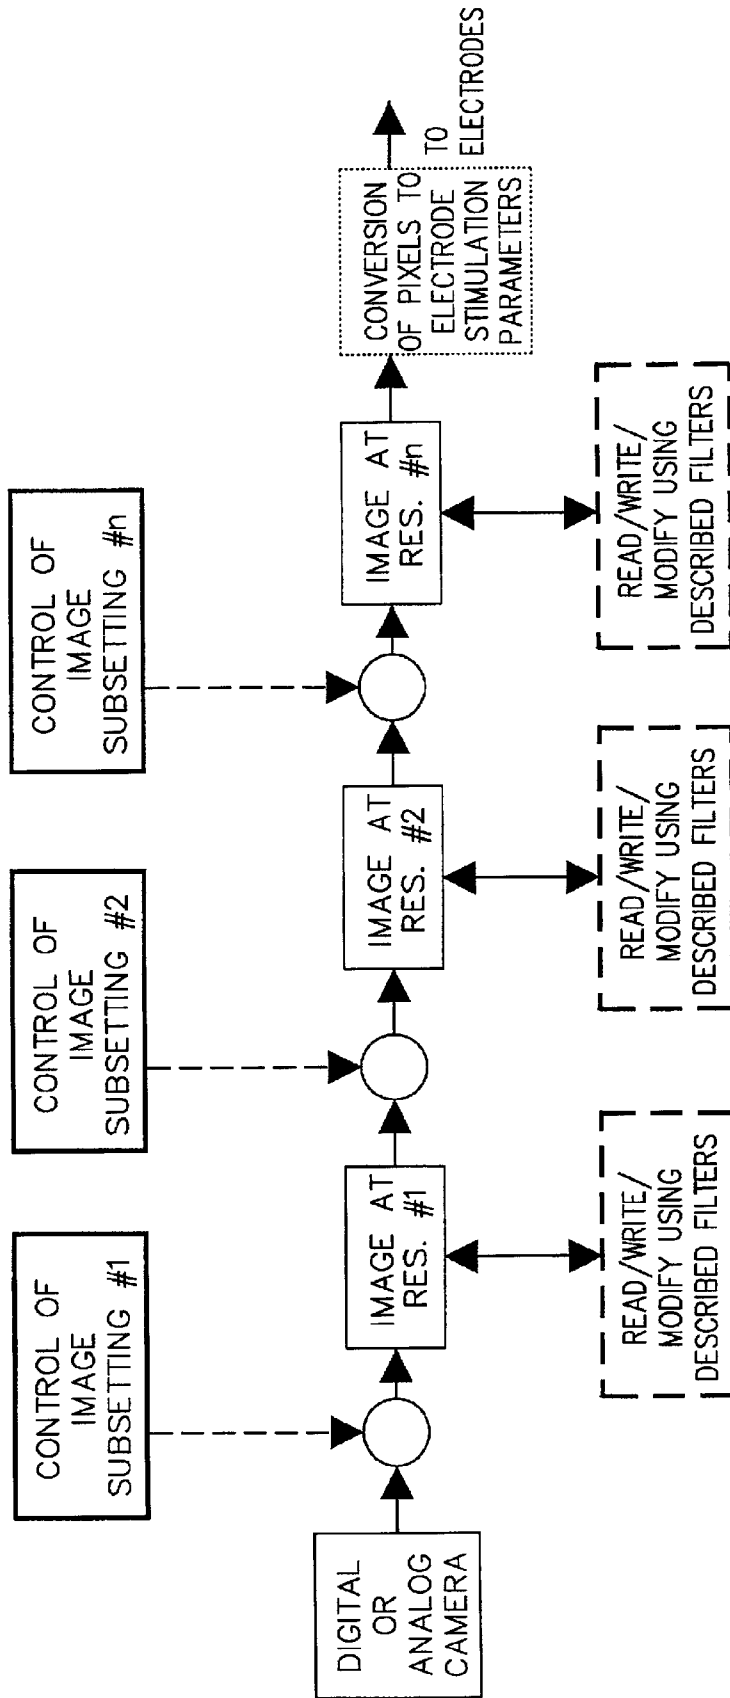 CONTROL OF
IMAGE
SUBSETTING #1
CONTROL OF
IMAGE
SUBSETTING #2
CONTROL OF
IMAGE
SUBSETTING #n
DIGITAL
OR
ANALOG
CAMERA
IMAGE AT
RES. #1
IMAGE AT
RES. #2
IMAGE AT
RES. #n
CONVERSION
OF PIXELS TO
ELECTRODE
STIMULATION
PARAMETERS
TO
ELECTRODES
READ/WRITE/
MODIFY USING
DESCRIBED FILTERS
READ/WRITE/
MODIFY USING
DESCRIBED FILTERS
READ/WRITE/
MODIFY USING
DESCRIBED FILTERS